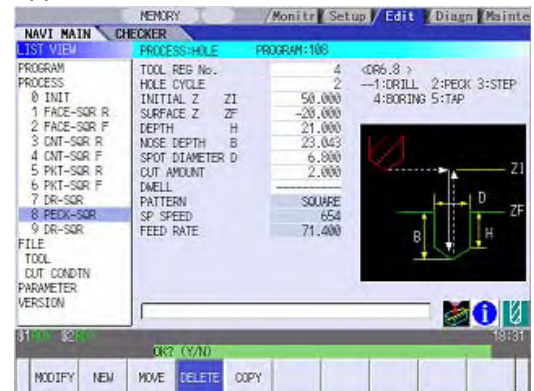 MEMORY Monitr Setup Edit Diagn Mainte
NAVI MAIN CHECKER
LIST VIEW PROCESS:HOLE PROGRAM:108
PROGRAM
PROCESS
0 INIT
1 FACE-SQR R
2 FACE-SQR F
3 CNT-SQR R
4 CNT-SQR F
5 PKT-SQR R
6 PKT-SQR F
7 DR-SQR
8 PECK-SQR
9 DR-SQR
FILE
TOOL
CUT CONDTN
PARAMETER
VERSION
TOOL REG No. 4
HOLE CYCLE 2
INITIAL Z ZI 50.000
SURFACE Z ZF -20.000
DEPTH H 21.000
NOSE DEPTH B 23.043
SPOT DIAMETER D 6.800
CUT AMOUNT 2.000
DWELL --------
PATTERN SQUARE
SP SPEED 654
FEED RATE 71.400
<DR6.8 >
--1:DRILL 2:PECK 3:STEP
4:BORING 5:TAP
ZI
D
ZF
B
H
18:31
OK? (Y/N)
MODIFY NEW MOVE DELETE COPY